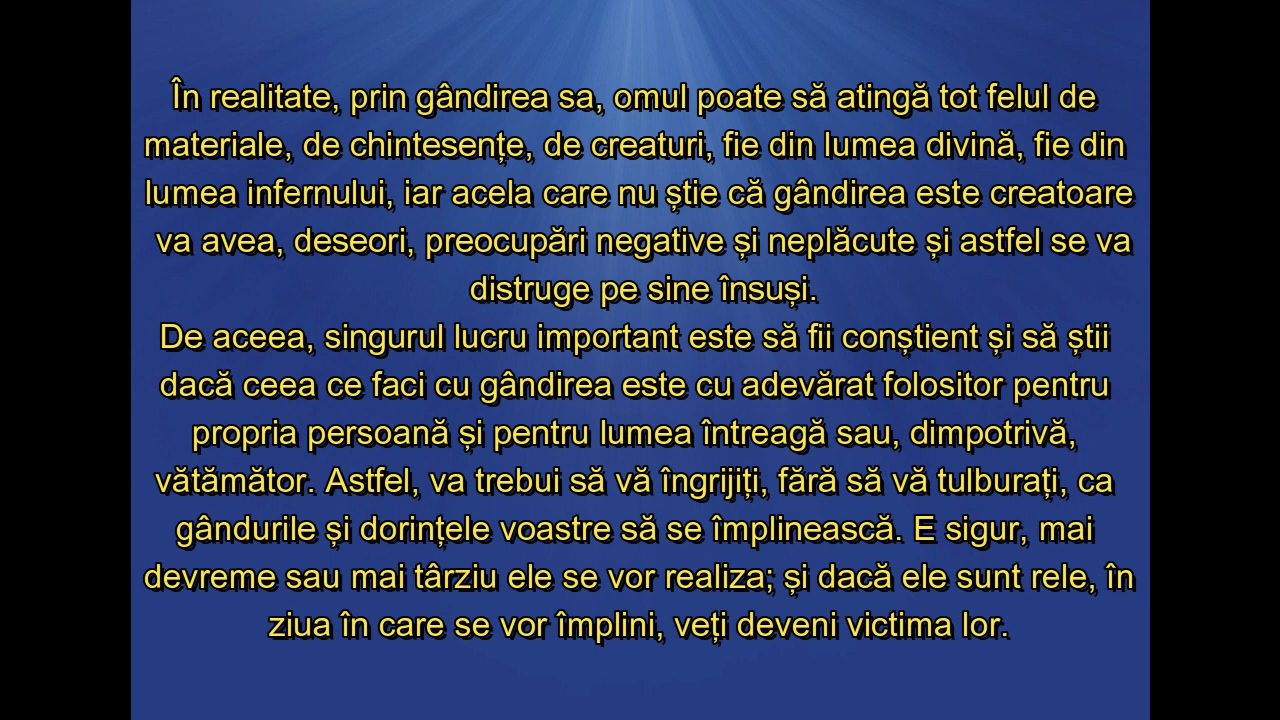 În realitate, prin gândirea sa, omul poate să atingă tot felul de
materiale, de chintesențe, de creaturi, fie din lumea divină, fie din
lumea infernului, iar acela care nu știe că gândirea este creatoare
va avea, deseori, preocupări negative și neplăcute și astfel se va
distruge pe sine însuși.
De aceea, singurul lucru important este să fii conștient și să știi
dacă ceea ce faci cu gândirea este cu adevărat folositor pentru
propria persoană și pentru lumea întreagă sau, dimpotrivă,
vătămător. Astfel, va trebui să vă îngrijiți, fără să vă tulburați, ca
gândurile și dorințele voastre să se împlinească. E sigur, mai
devreme sau mai târziu ele se vor realiza; și dacă ele sunt rele, în
ziua în care se vor împlini, veți deveni victima lor.